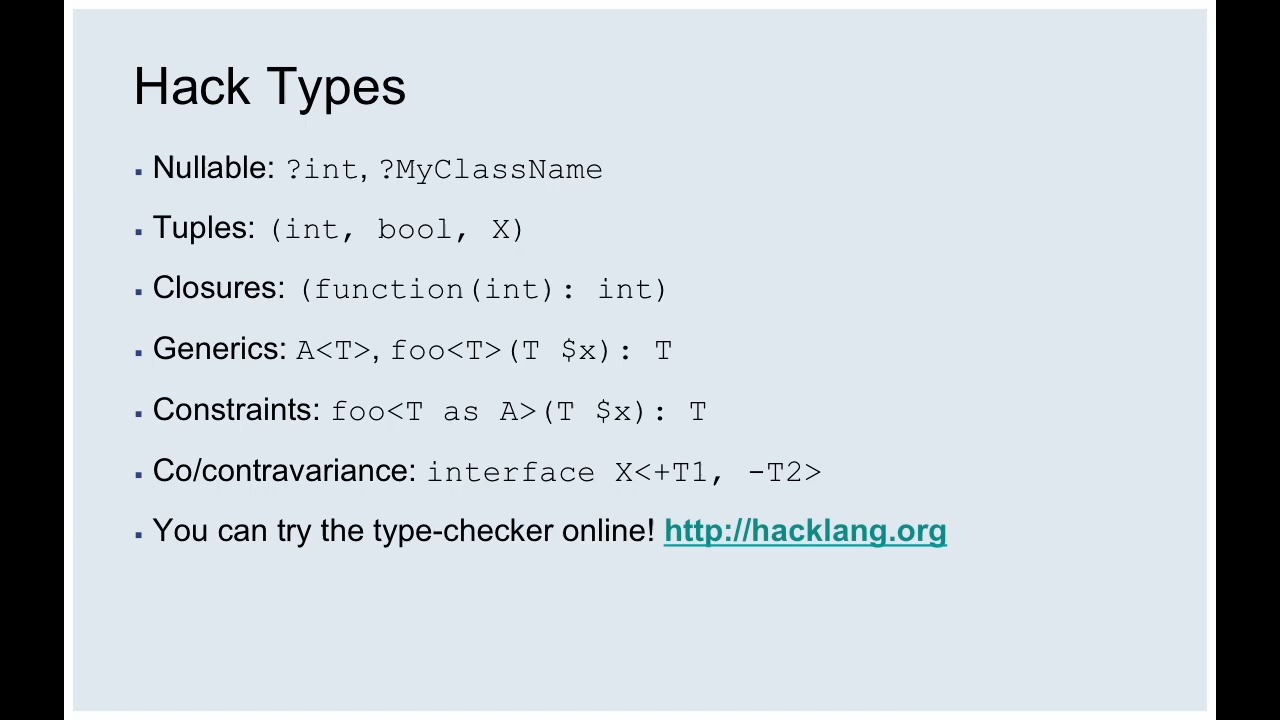 Hack Types
▪ Nullable: ?int, ?MyClassName
▪ Tuples: (int, bool, X)
▪ Closures: (function(int): int)
▪ Generics: A<T>, foo<T>(T $x): T
▪ Constraints: foo<T as A>(T $x): T
▪ Co/contravariance: interface X<+T1, -T2>
▪ You can try the type-checker online! http://hacklang.org